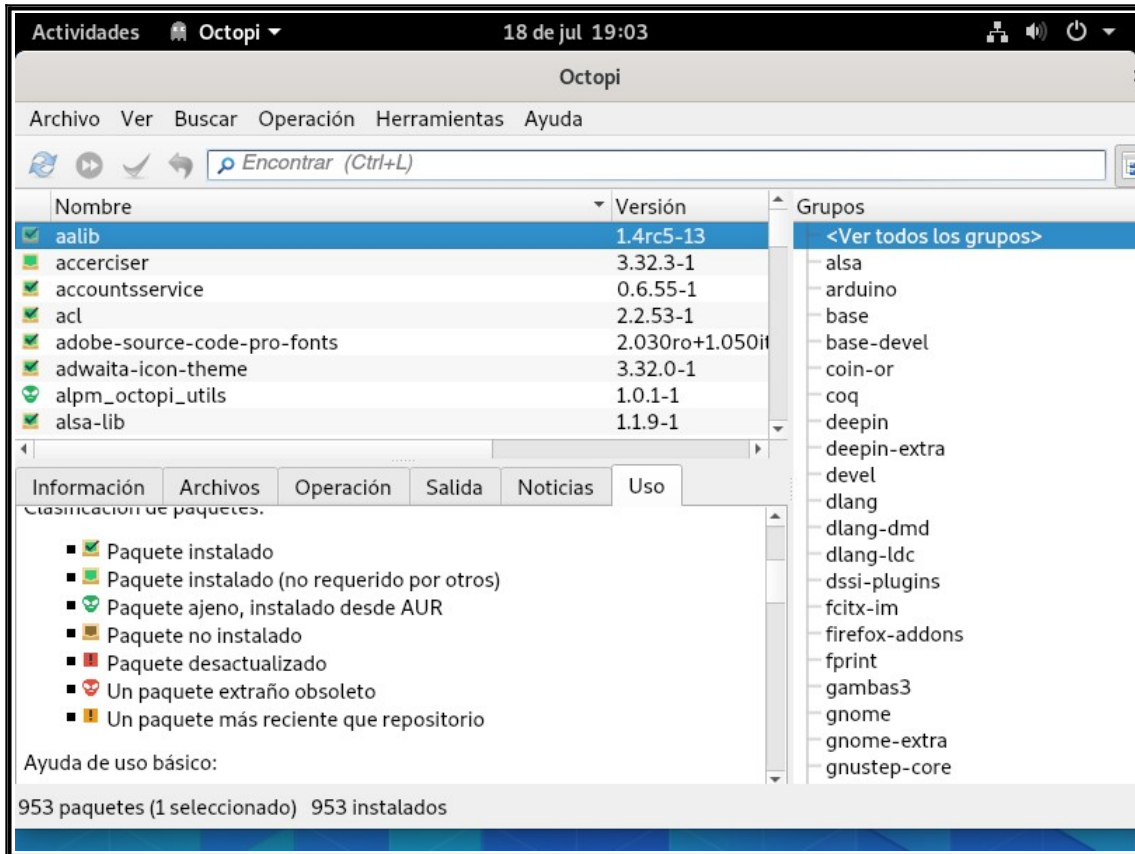 Actividades Octopi 18 de jul 19:03
Octopi
Archivo Ver Buscar Operación Herramientas Ayuda
Encontrar (Ctrl+L)
Nombre Versión
aalib 1.4rc5-13
accerciser 3.32.3-1
accountsservice 0.6.55-1
acl 2.2.53-1
adobe-source-code-pro-fonts 2.030ro+1.050it
adwaita-icon-theme 3.32.0-1
alpm_octopi_utils 1.0.1-1
alsa-lib 1.1.9-1
Grupos
<Ver todos los grupos>
alsa
arduino
base
base-devel
coin-or
coq
deepin
deepin-extra
devel
dlang
dlang-dmd
dlang-ldc
dssi-plugins
fcitx-im
firefox-addons
fprint
gambas3
gnome
gnome-extra
gnustep-core
Información Archivos Operación Salida Noticias Uso
Clasificación de paquetes:
Paquete instalado
Paquete instalado (no requerido por otros)
Paquete ajeno, instalado desde AUR
Paquete no instalado
Paquete desactualizado
Un paquete extraño obsoleto
Un paquete más reciente que repositorio
Ayuda de uso básico:
953 paquetes (1 seleccionado) 953 instalados